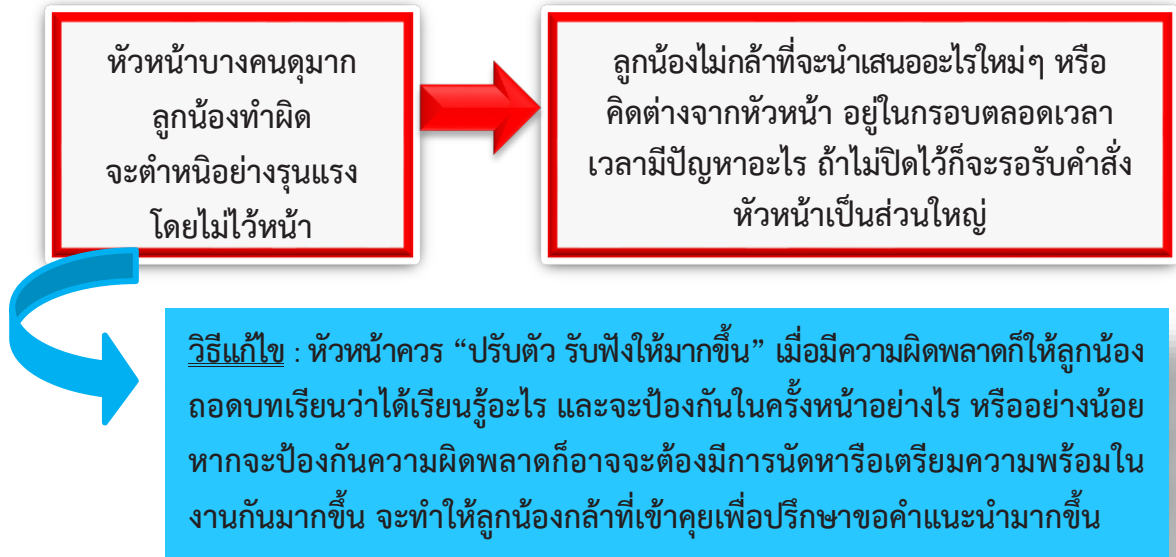 หัวหน้าบางคนดุมาก
ลูกน้องทำผิด
จะตำหนิอย่างรุนแรง
โดยไม่ไว้หน้า
ลูกน้องไม่กล้าที่จะนำเสนออะไรใหม่ๆ หรือ
คิดต่างจากหัวหน้า อยู่ในกรอบตลอดเวลา
เวลามีปัญหาอะไร ถ้าไม่ปิดไว้ก็จะรอรับคำสั่ง
หัวหน้าเป็นส่วนใหญ่
วิธีแก้ไข : หัวหน้าควร “ปรับตัว รับฟังให้มากขึ้น” เมื่อมีความผิดพลาดก็ให้ลูกน้อง
ถอดบทเรียนว่าได้เรียนรู้อะไร และจะป้องกันในครั้งหน้าอย่างไร หรืออย่างน้อย
หากจะป้องกันความผิดพลาดก็อาจจะต้องมีการนัดหารือเตรียมความพร้อมใน
งานกันมากขึ้น จะทำให้ลูกน้องกล้าที่เข้าคุยเพื่อปรึกษาขอคำแนะนำมากขึ้น